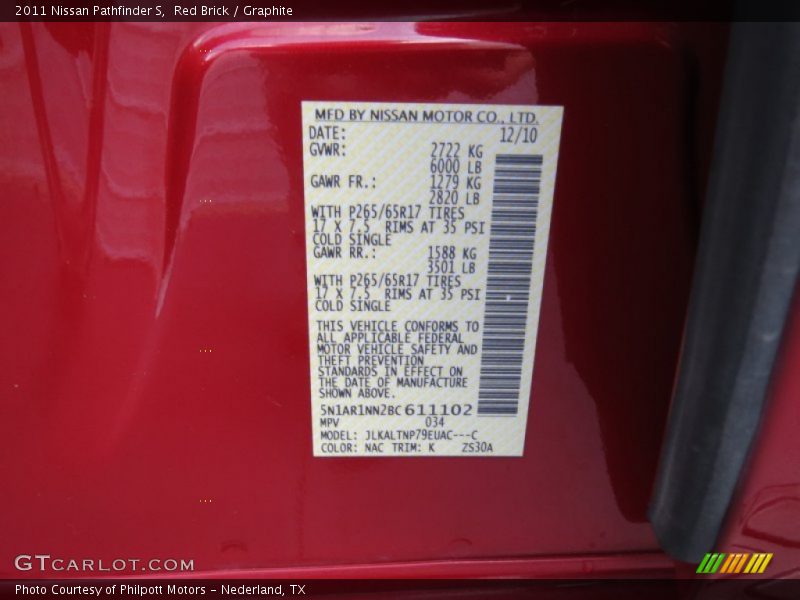 2011 Nissan Pathfinder S,  Red Brick / Graphite
MFD BY NISSAN MOTOR CO., LTD.
DATE: 12/10
GVWR: 2722 KG
6000 LB
GAWR FR.: 1279 KG
2820 LB
WITH P265/65R17 TIRES
17 X 7.5 RIMS AT 35 PSI
COLD SINGLE
GAWR RR.: 1588 KG
3501 LB
WITH P265/65R17 TIRES
17 X 7.5 RIMS AT 35 PSI
COLD SINGLE
THIS VEHICLE CONFORMS TO
ALL APPLICABLE FEDERAL
MOTOR VEHICLE SAFETY AND
THEFT PREVENTION
STANDARDS IN EFFECT ON
THE DATE OF MANUFACTURE
SHOWN ABOVE.
5N1AR1NN2BC611102
MPV 034
MODEL: JLKALTNP79EUAC---C
COLOR: NAC TRIM: K ZS30A
GTCARLOT.COM
Photo Courtesy of Philpott Motors - Nederland, TX